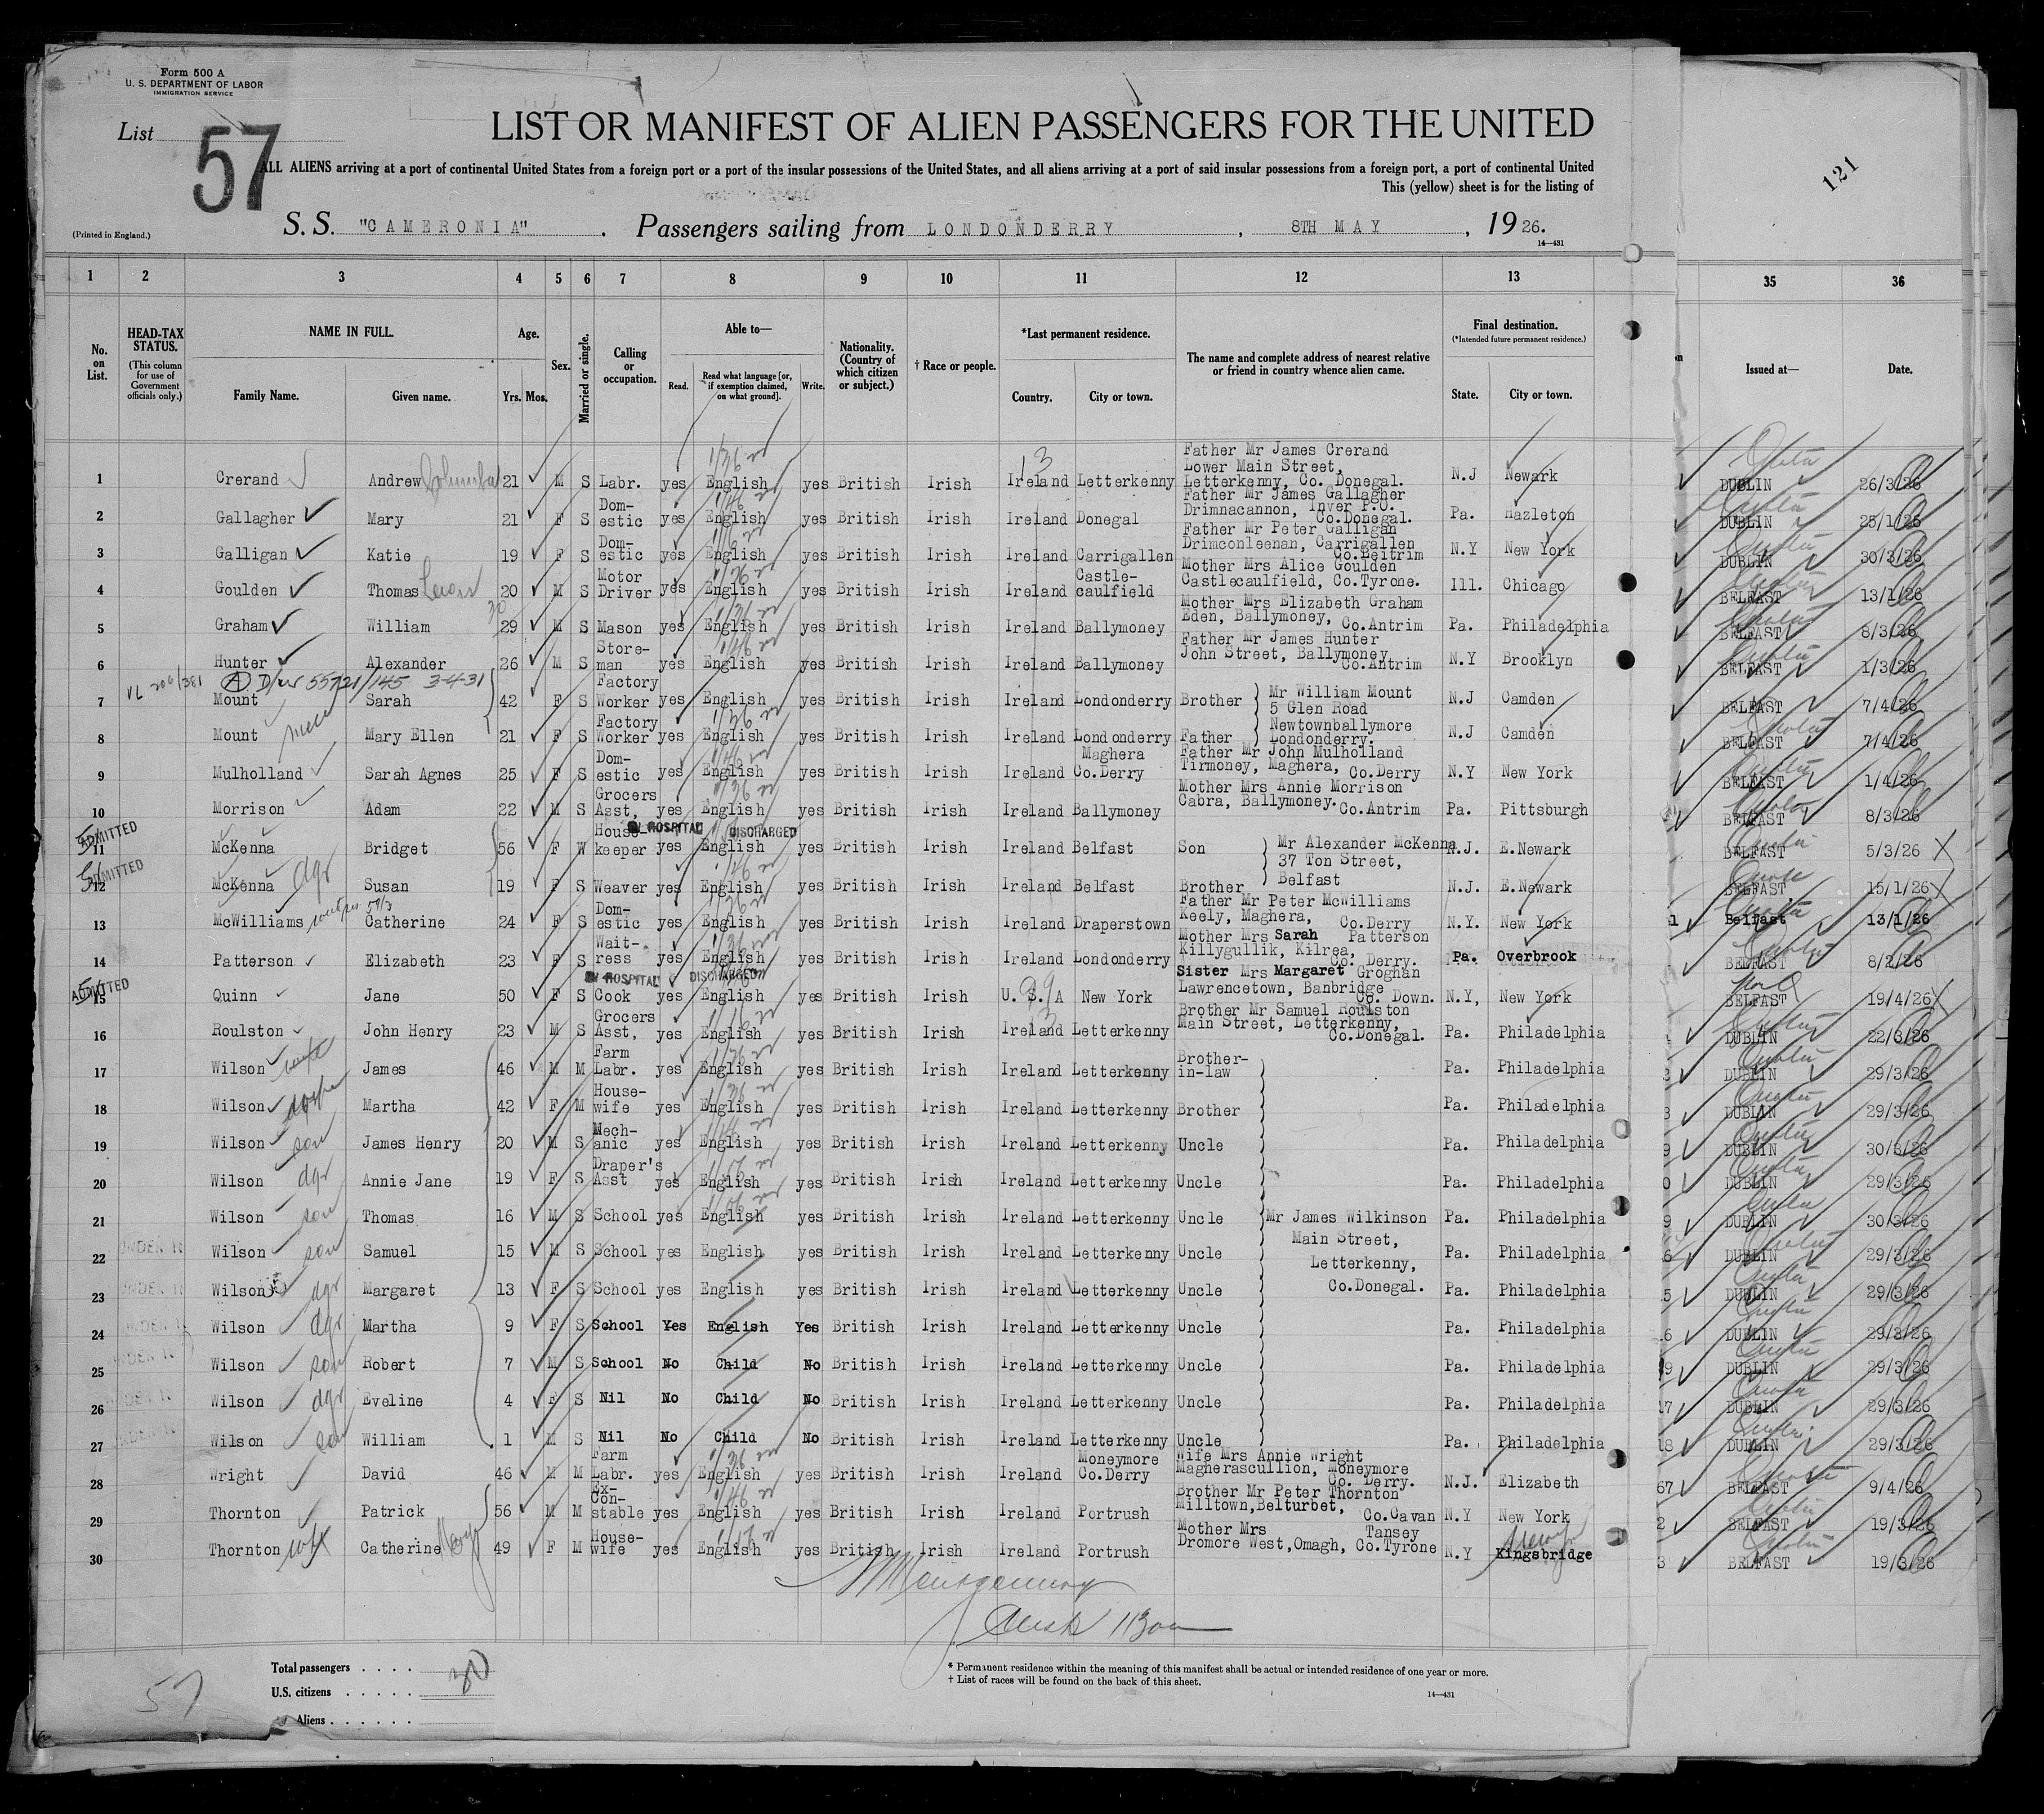 Form 500 A
U. S. DEPARTMENT OF LABOR
IMMIGRATION SERVICE
List 57
LIST OR MANIFEST OF ALIEN PASSENGERS FOR THE UNITED
ALL ALIENS arriving at a port of continental United States from a foreign port or a port of the insular possessions of the United States, and all aliens arriving at a port of said insular possessions from a foreign port, a port of continental United
This (yellow) sheet is for the listing of
121
(Printed in England.)
S. S. "CAMERONIA" . Passengers sailing from LONDONDERRY , 8TH MAY , 1926.
14—431
1 2 3 4 5 6 7 8 9 10 11 12 13 35 36
No. on List. HEAD-TAX STATUS. (This column for use of Government officials only.) NAME IN FULL. Family Name. Given name. Age. Yrs. Mos. Sex. Married or single. Calling or occupation. Able to— Read. Read what language [or, if exemption claimed, on what ground]. Write. Nationality. (Country of which citizen or subject.) † Race or people. *Last permanent residence. Country. City or town. The name and complete address of nearest relative or friend in country whence alien came. Final destination. (*Intended future permanent residence.) State. City or town. Issued at— Date.
1 Crerand Andrew Columba 21 M S Labr. yes English yes British Irish Ireland Letterkenny Father Mr James Crerand Lower Main Street, Letterkenny, Co. Donegal. N.J Newark DUBLIN 26/3/26
2 Gallagher Mary 21 F S Dom-estic yes English yes British Irish Ireland Donegal Father Mr James Gallagher Drimnacannon, Inver P.O. Co.Donegal. Pa. Hazleton DUBLIN 25/1/26
3 Galligan Katie 19 F S Dom-estic yes English yes British Irish Ireland Carrigallen Father Mr Peter Galligan Drimconleenan, Carrigallen Co.Leitrim N.Y New York DUBLIN 30/3/26
4 Goulden Thomas 20 M S Motor Driver yes English yes British Irish Ireland Castle-caulfield Mother Mrs Alice Goulden Castlecaulfield, Co.Tyrone. Ill. Chicago BELFAST 13/1/26
5 Graham William 29 M S Mason yes English yes British Irish Ireland Ballymoney Mother Mrs Elizabeth Graham Eden, Ballymoney, Co.Antrim Pa. Philadelphia BELFAST 8/3/26
6 Hunter Alexander 26 M S Store-man yes English yes British Irish Ireland Ballymoney Father Mr James Hunter John Street, Ballymoney Co.Antrim N.Y Brooklyn BELFAST 1/3/26
55721/145 3-4-31
7 Mount Sarah 42 F S Factory Worker yes English yes British Irish Ireland Londonderry Brother Mr William Mount 5 Glen Road N.J Camden BELFAST 7/4/26
8 Mount Mary Ellen 21 F S Factory Worker yes English yes British Irish Ireland Londonderry Father Newtownballymore Londonderry. N.J Camden BELFAST 7/4/26
9 Mulholland Sarah Agnes 25 F S Dom-estic yes English yes British Irish Ireland Maghera Co.Derry Father Mr John Mulholland Tirmoney, Maghera, Co.Derry N.Y New York BELFAST 1/4/26
10 Morrison Adam 22 M S Grocers Asst, yes English yes British Irish Ireland Ballymoney Mother Mrs Annie Morrison Cabra, Ballymoney. Co.Antrim Pa. Pittsburgh BELFAST 8/3/26
ADMITTED IN HOSPITAL DISCHARGED
11 McKenna Bridget 56 F W House-keeper yes English yes British Irish Ireland Belfast Son Mr Alexander McKenna 37 Ton Street, N.J. E.Newark BELFAST 5/3/26
ADMITTED
12 McKenna dgr Susan 19 F S Weaver yes English yes British Irish Ireland Belfast Brother Belfast N.J. E.Newark BELFAST 15/1/26
13 McWilliams Catherine 24 F S Dom-estic yes English yes British Irish Ireland Draperstown Father Mr Peter McWilliams Keely, Maghera, Co.Derry N.Y. New York Belfast 13/1/26
14 Patterson Elizabeth 23 F S Wait-ress yes English yes British Irish Ireland Londonderry Mother Mrs Sarah Patterson Killygullik, Kilrea, Co. Derry. Pa. Overbrook BELFAST 8/2/26
ADMITTED IN HOSPITAL DISCHARGED
15 Quinn Jane 50 F S Cook yes English yes British Irish U. S. A New York Sister Mrs Margaret Croghan Lawrencetown, Banbridge Co. Down. N.Y, New York BELFAST 19/4/26
16 Roulston John Henry 23 M S Grocers Asst, yes English yes British Irish Ireland Letterkenny Brother Mr Samuel Roulston Main Street, Letterkenny, Co.Donegal. Pa. Philadelphia DUBLIN 22/3/26
17 Wilson James 46 M M Farm Labr. yes English yes British Irish Ireland Letterkenny Brother-in-law Pa. Philadelphia DUBLIN 29/3/26
18 Wilson Martha 42 F M House-wife yes English yes British Irish Ireland Letterkenny Brother Pa. Philadelphia DUBLIN 29/3/26
19 Wilson son James Henry 20 M S Mech-anic yes English yes British Irish Ireland Letterkenny Uncle Pa. Philadelphia DUBLIN 30/3/26
20 Wilson dgr Annie Jane 19 F S Draper's Asst yes English yes British Irish Ireland Letterkenny Uncle Pa. Philadelphia DUBLIN 29/3/26
21 Wilson son Thomas 16 M S School yes English yes British Irish Ireland Letterkenny Uncle Mr James Wilkinson Pa. Philadelphia DUBLIN 30/3/26
22 Wilson son Samuel 15 M S School yes English yes British Irish Ireland Letterkenny Uncle Main Street, Letterkenny, Pa. Philadelphia DUBLIN 29/3/26
23 Wilson dgr Margaret 13 F S School yes English yes British Irish Ireland Letterkenny Uncle Co.Donegal. Pa. Philadelphia DUBLIN 29/3/26
24 Wilson dgr Martha 9 F S School Yes English Yes British Irish Ireland Letterkenny Uncle Pa. Philadelphia DUBLIN 29/3/26
25 Wilson son Robert 7 M S School No Child No British Irish Ireland Letterkenny Uncle Pa. Philadelphia DUBLIN 29/3/26
26 Wilson dgr Eveline 4 F S Nil No Child No British Irish Ireland Letterkenny Uncle Pa. Philadelphia DUBLIN 29/3/26
27 Wilson son William 1 M S Nil No Child No British Irish Ireland Letterkenny Uncle Pa. Philadelphia DUBLIN 29/3/26
28 Wright David 46 M M Farm Labr. yes English yes British Irish Ireland Moneymore Co.Derry Wife Mrs Annie Wright Magherascullion, Moneymore Co. Derry. N.J. Elizabeth BELFAST 9/4/26
29 Thornton Patrick 56 M M Ex-Con-stable yes English yes British Irish Ireland Portrush Brother Mr Peter Thornton Milltown,Belturbet, Co.Cavan N.Y New York BELFAST 19/3/26
30 Thornton wife Catherine Mary 49 F M House-wife yes English yes British Irish Ireland Portrush Mother Mrs Tansey Dromore West,Omagh, Co.Tyrone N.Y Kingsbridge BELFAST 19/3/26
Montgomery
57
Total passengers . . . . 30
U.S. citizens . . . . .
Aliens . . . . . .
* Permanent residence within the meaning of this manifest shall be actual or intended residence of one year or more.
† List of races will be found on the back of this sheet.
14—431